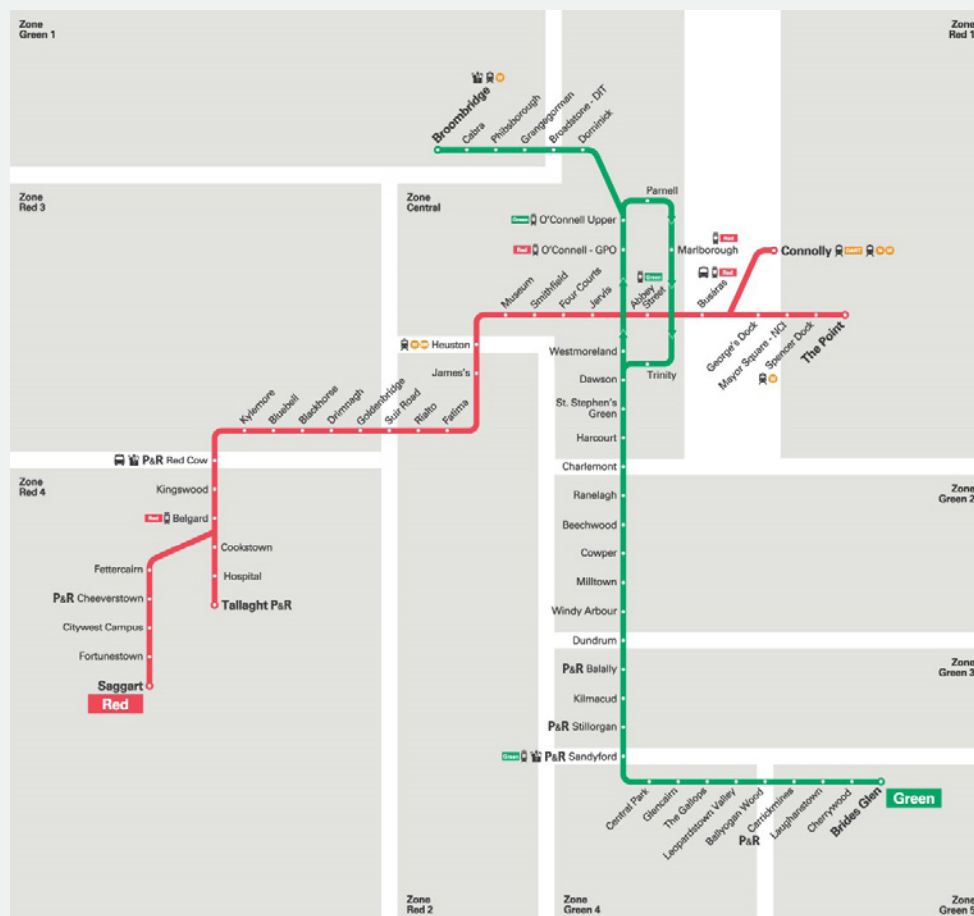 Zone
Green 1
Zone
Red 1
Broombridge
Cabra
Phibsborough
Grangegorman
Broadstone - DIT
Dominick
Zone
Red 3
Zone
Central
Parnell
Green O'Connell Upper
Red O'Connell - GPO
Marlborough
Red
Green
Red
Connolly DART
Museum
Smithfield
Four Courts
Jervis
Abbey
Street
Busáras
George's Dock
Mayor Square - NCI
Spencer Dock
The Point
Heuston
James's
Westmoreland
Trinity
Dawson
St. Stephen's
Green
Harcourt
Charlemont
Kylemore
Bluebell
Blackhorse
Drimnagh
Goldenbridge
Suir Road
Rialto
Fatima
P&R Red Cow
Zone
Red 4
Kingswood
Red Belgard
Cookstown
Hospital
Tallaght P&R
Fettercairn
P&R Cheeverstown
Citywest Campus
Fortunestown
Saggart
Red
Zone
Green 2
Ranelagh
Beechwood
Cowper
Milltown
Windy Arbour
Dundrum
Zone
Green 3
P&R Balally
Kilmacud
P&R Stillorgan
Green P&R Sandyford
Central Park
Glencairn
The Gallops
Leopardstown Valley
Ballyogan Wood
Carrickmines
P&R
Laughanstown
Cherrywood
Brides Glen
Green
Zone
Red 2
Zone
Green 4
Zone
Green 5